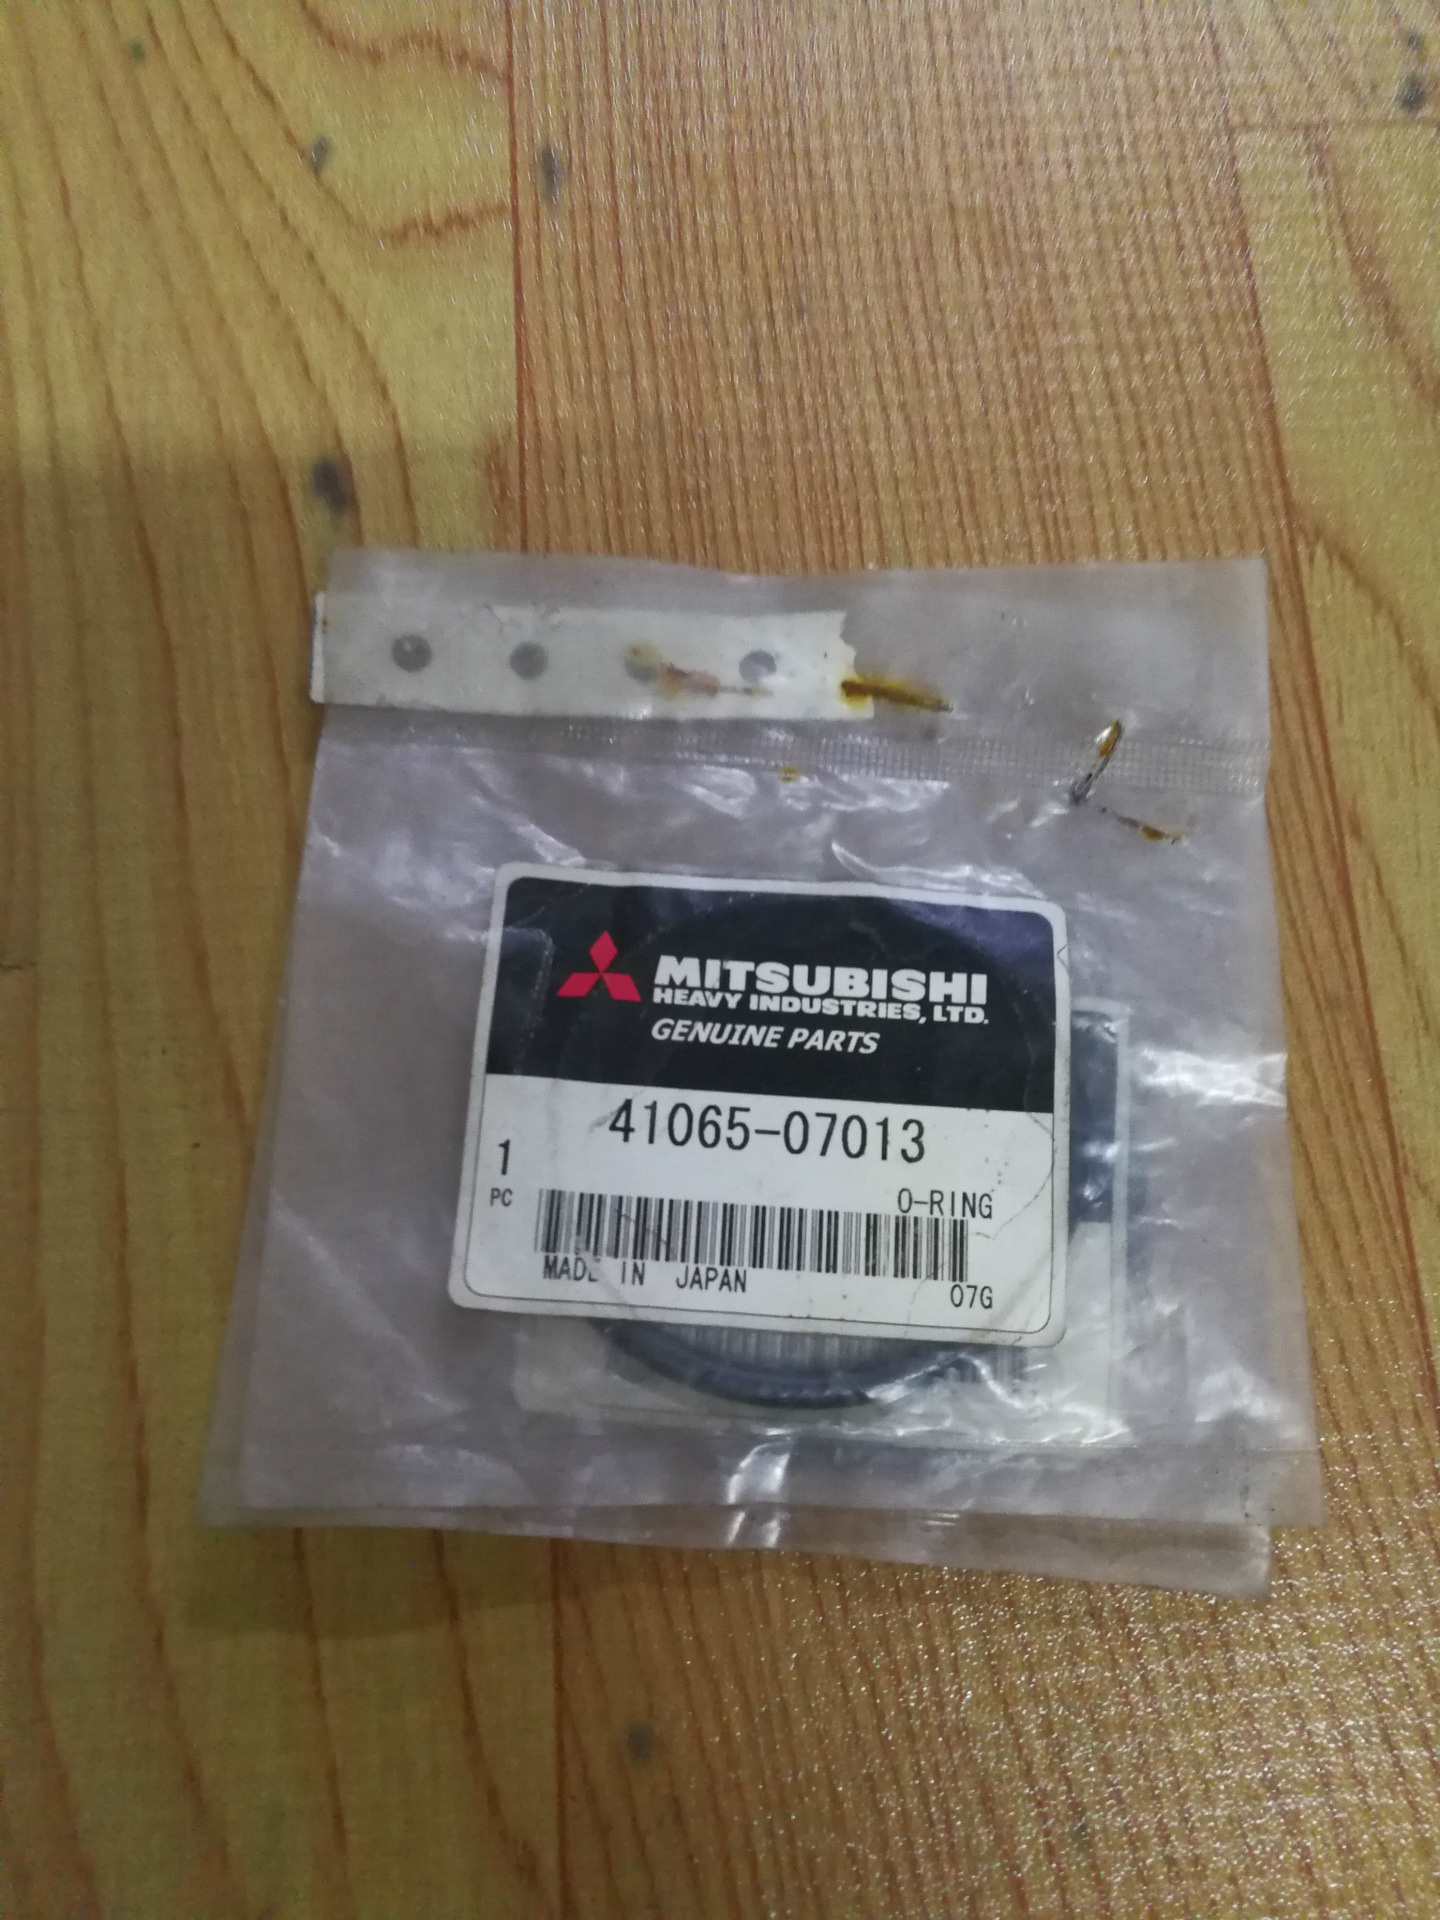 MITSUBISHI
HEAVY INDUSTRIES, LTD.
GENUINE PARTS
41065-07013
1
PC
O-RING
MADE IN JAPAN
07G